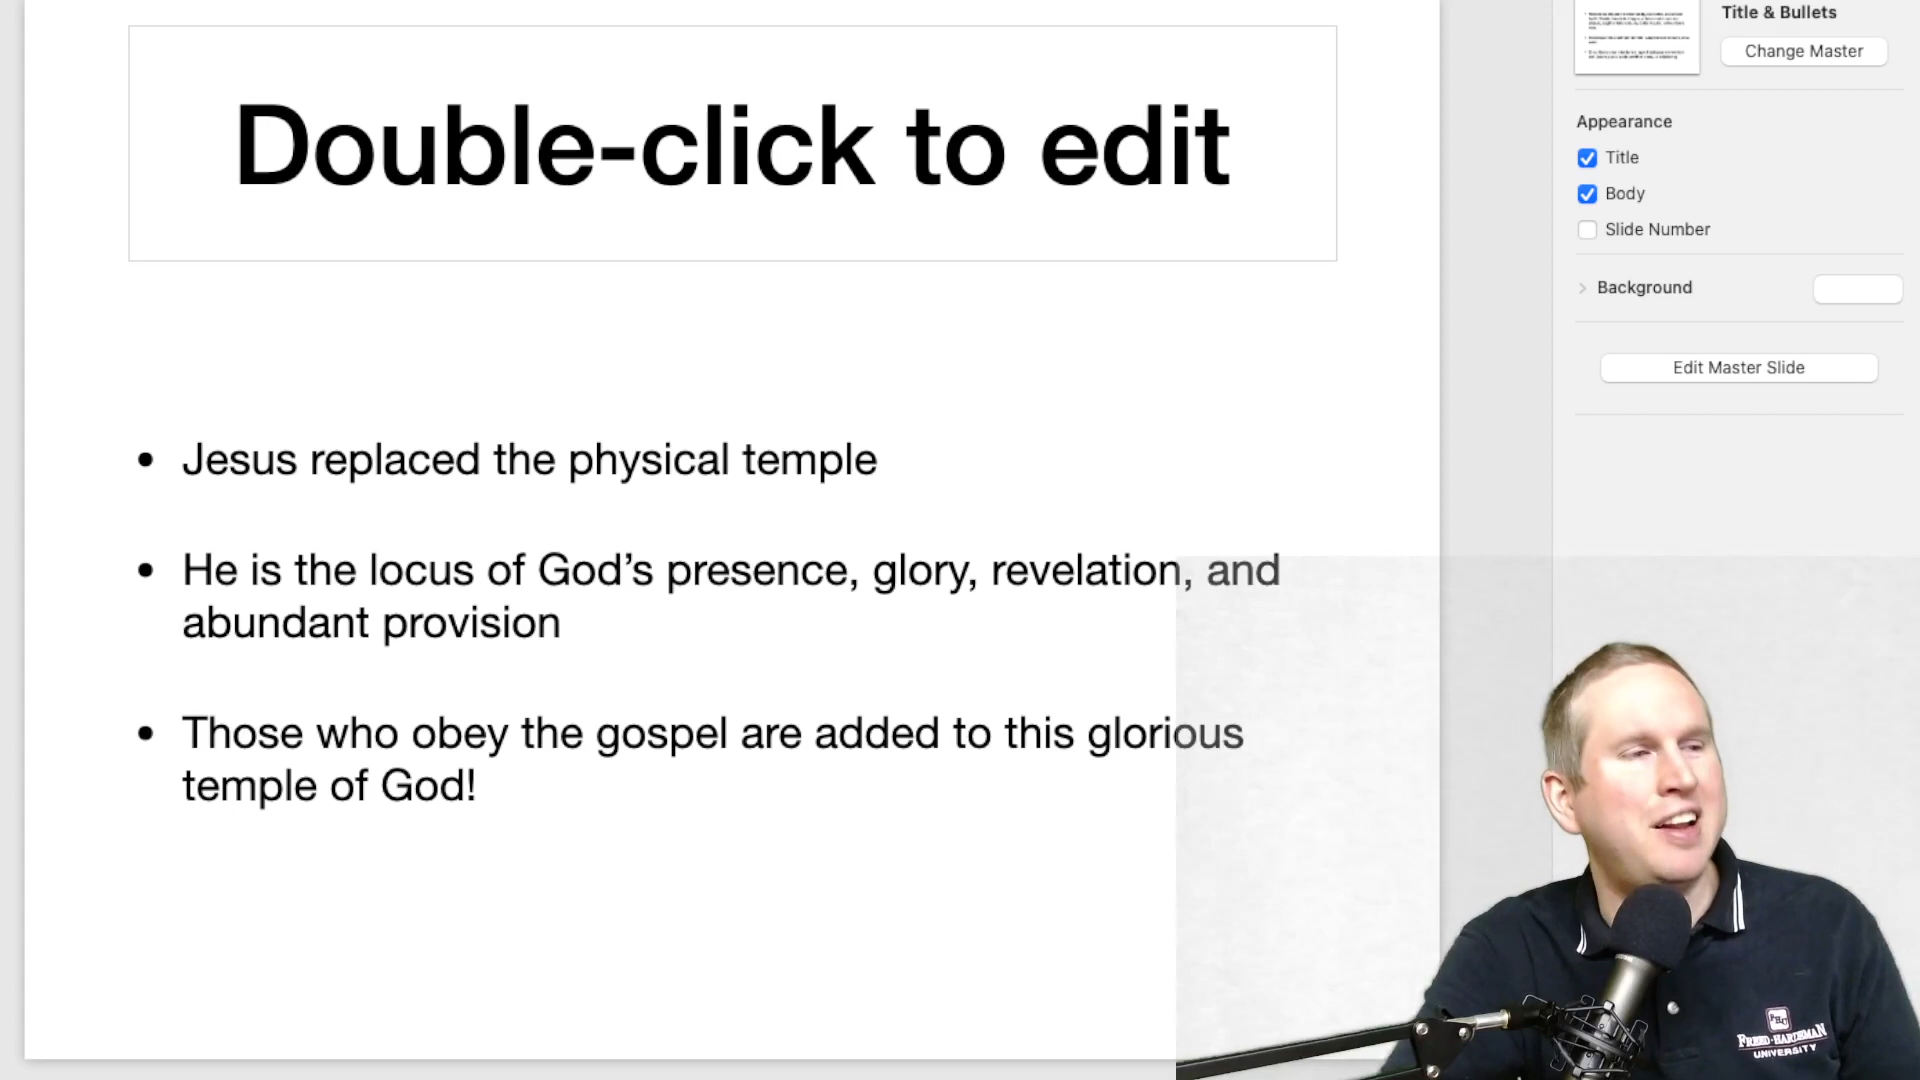 Title & Bullets
Change Master
Double-click to edit
Appearance
Title
Body
Slide Number
Background
Edit Master Slide
• Jesus replaced the physical temple
• He is the locus of God’s presence, glory, revelation, and
abundant provision
• Those who obey the gospel are added to this glorious
temple of God!
FHU
FREED-HARDEMAN
UNIVERSITY